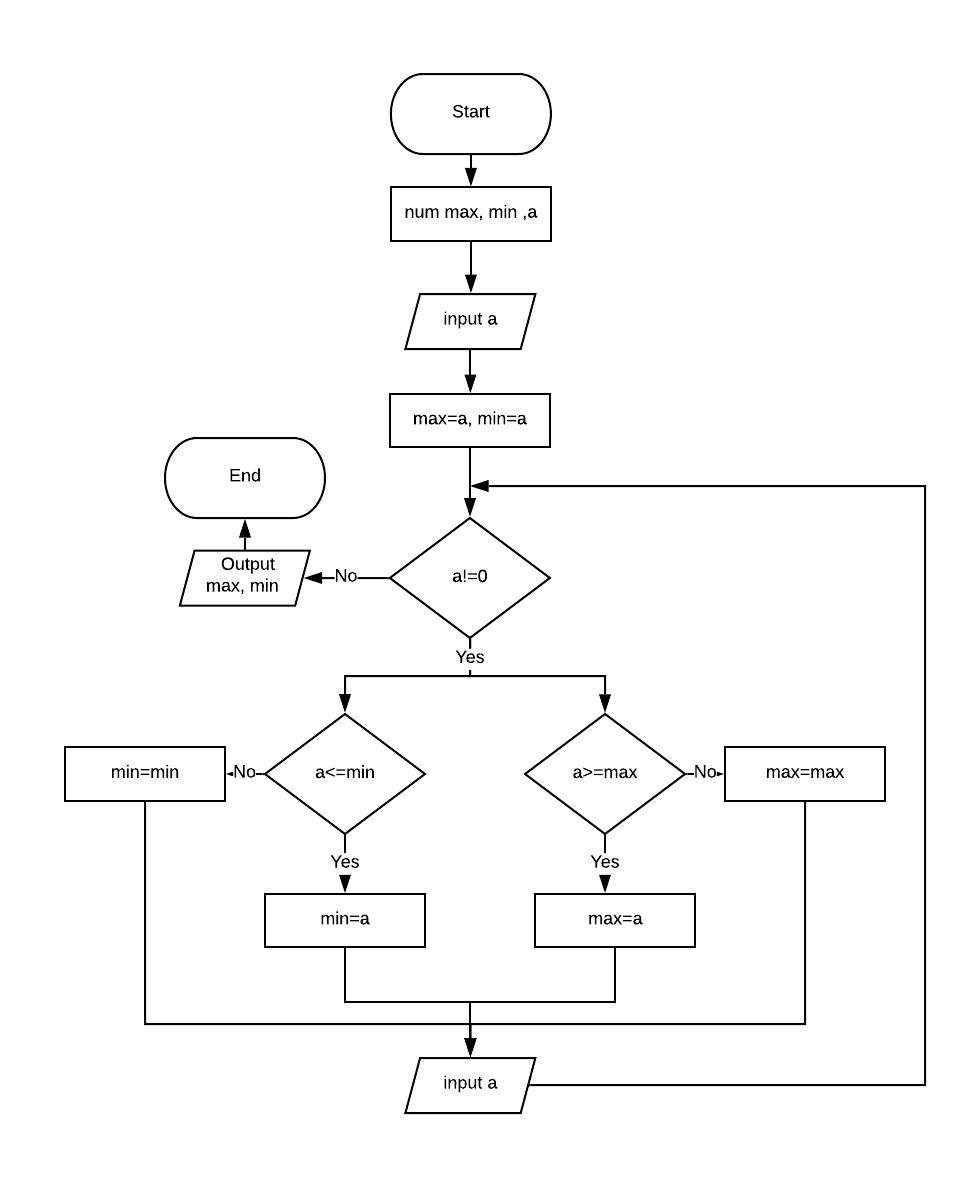 Start
num max, min ,a
input a
max=a, min=a
End
Output
max, min
No
a!=0
Yes
min=min
No
a<=min
a>=max
No
max=max
Yes
Yes
min=a
max=a
input a